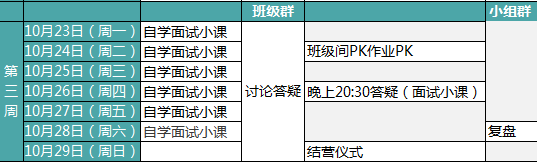 班级群 小组群
第三周
10月23日（周一） 自学面试小课
10月24日（周二） 自学面试小课 班级间PK作业PK
10月25日（周三） 自学面试小课
10月26日（周四） 自学面试小课 讨论答疑 晚上20:30答疑（面试小课）
10月27日（周五） 自学面试小课
10月28日（周六） 自学面试小课 复盘
10月29日（周日） 结营仪式